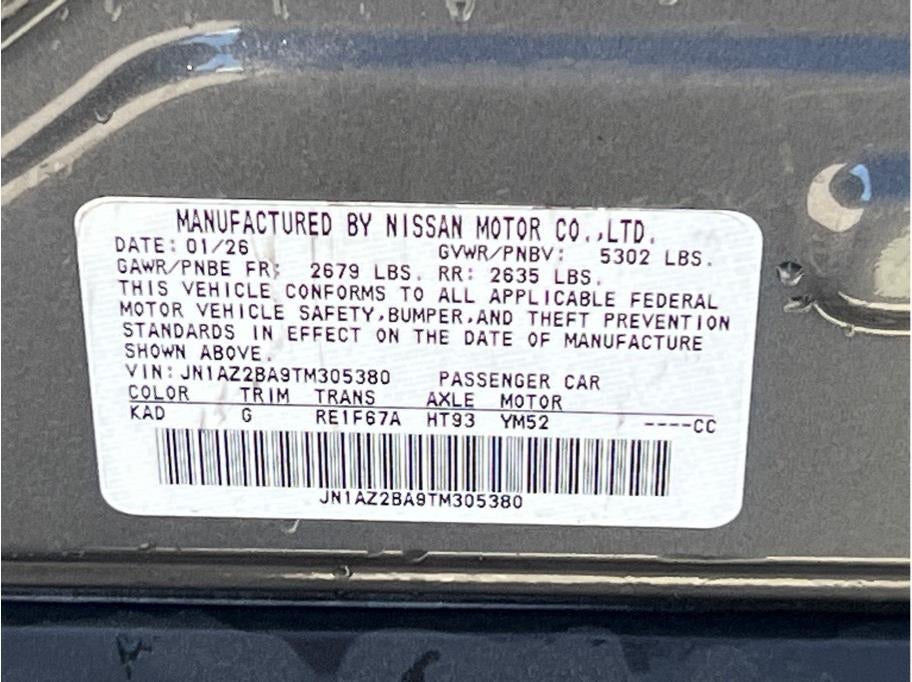 MANUFACTURED BY NISSAN MOTOR CO.,LTD.
DATE: 01/26 GVWR/PNBV: 5302 LBS.
GAWR/PNBE FR: 2679 LBS. RR: 2635 LBS.
THIS VEHICLE CONFORMS TO ALL APPLICABLE FEDERAL
MOTOR VEHICLE SAFETY,BUMPER,AND THEFT PREVENTION
STANDARDS IN EFFECT ON THE DATE OF MANUFACTURE
SHOWN ABOVE.
VIN: JN1AZ2BA9TM305380 PASSENGER CAR
COLOR TRIM TRANS AXLE MOTOR
KAD G RE1F67A HT93 YM52 ----CC
JN1AZ2BA9TM305380